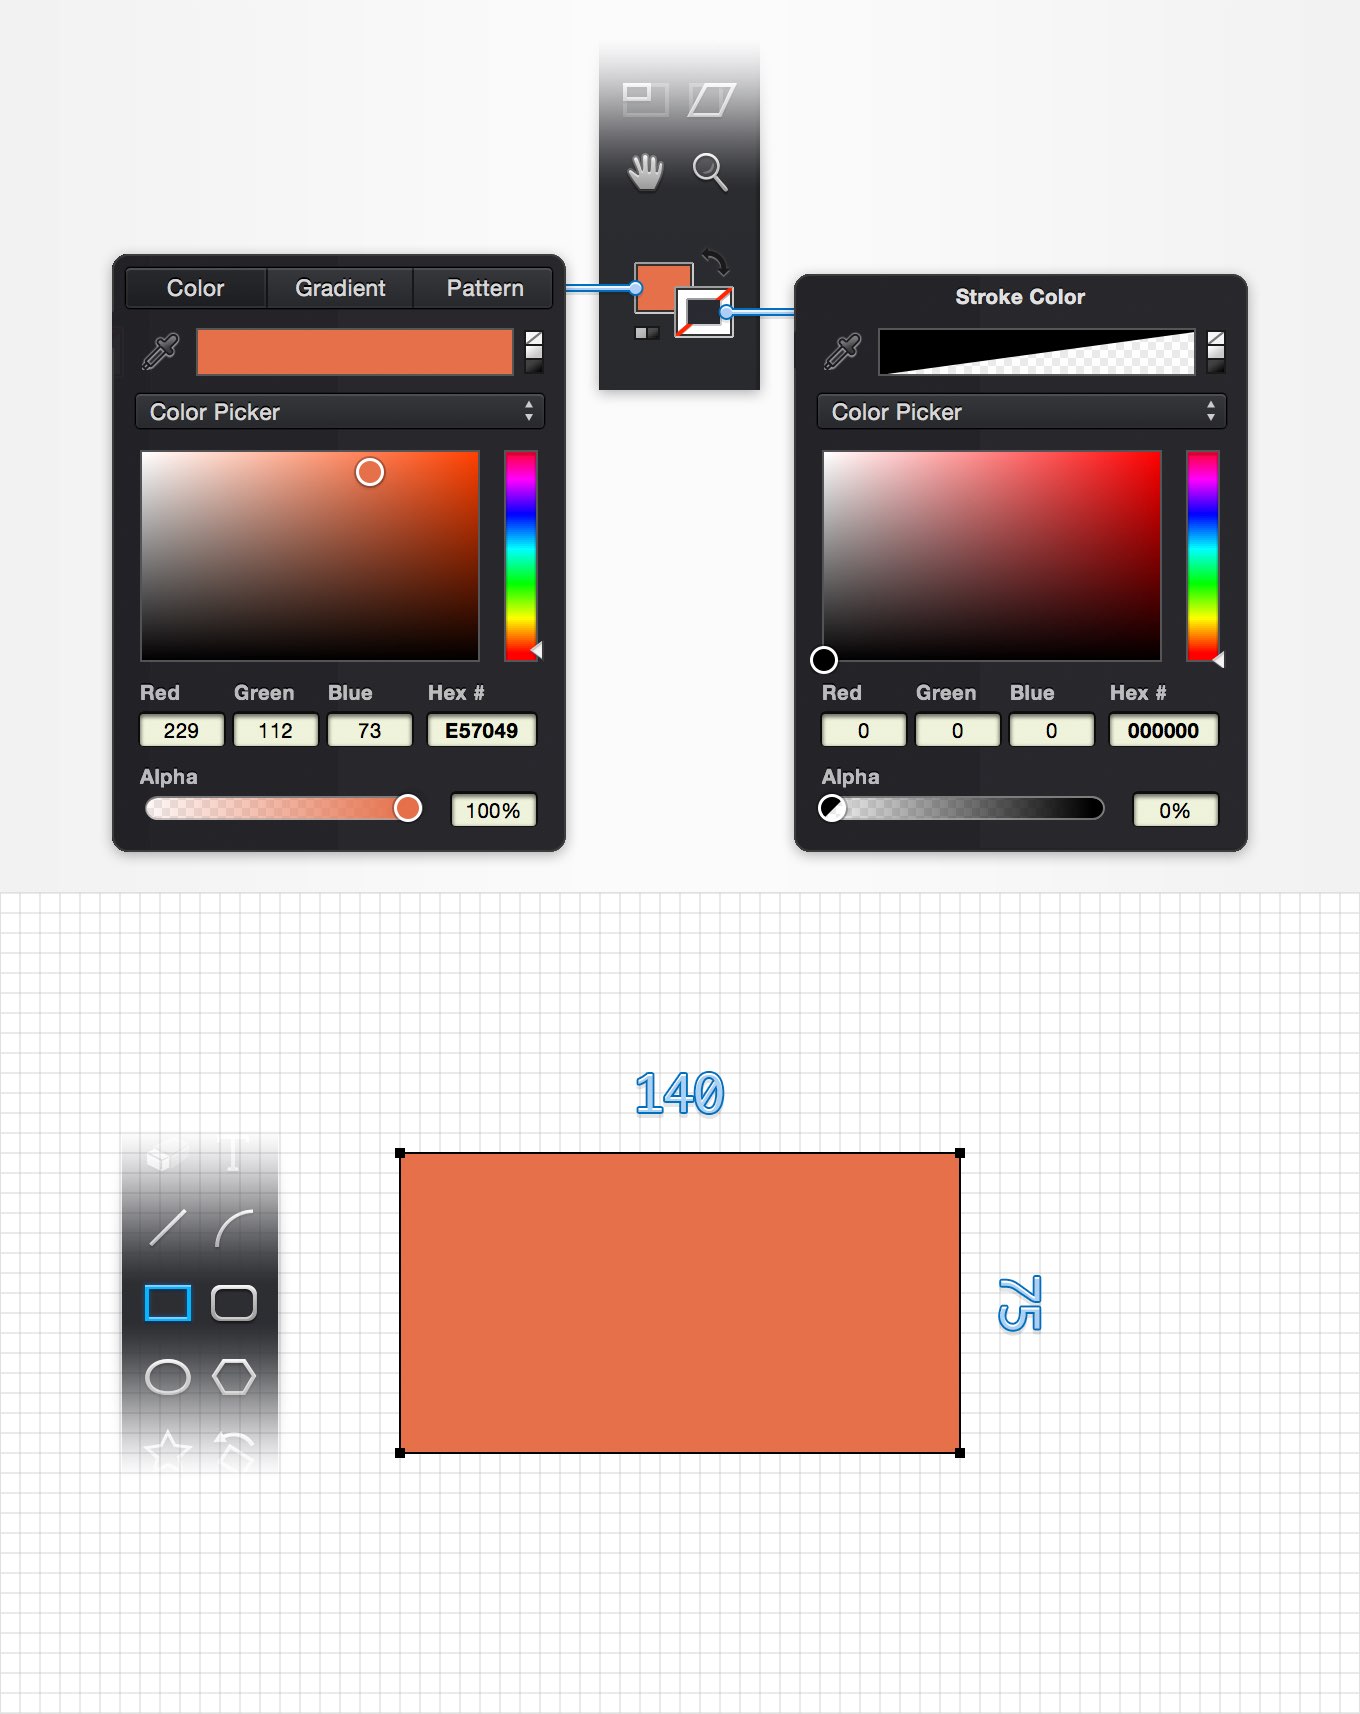 Color Gradient Pattern
Color Picker
Red Green Blue Hex #
229 112 73 E57049
Alpha
100%
Stroke Color
Color Picker
Red Green Blue Hex #
0 0 0 000000
Alpha
0%
140
75
T